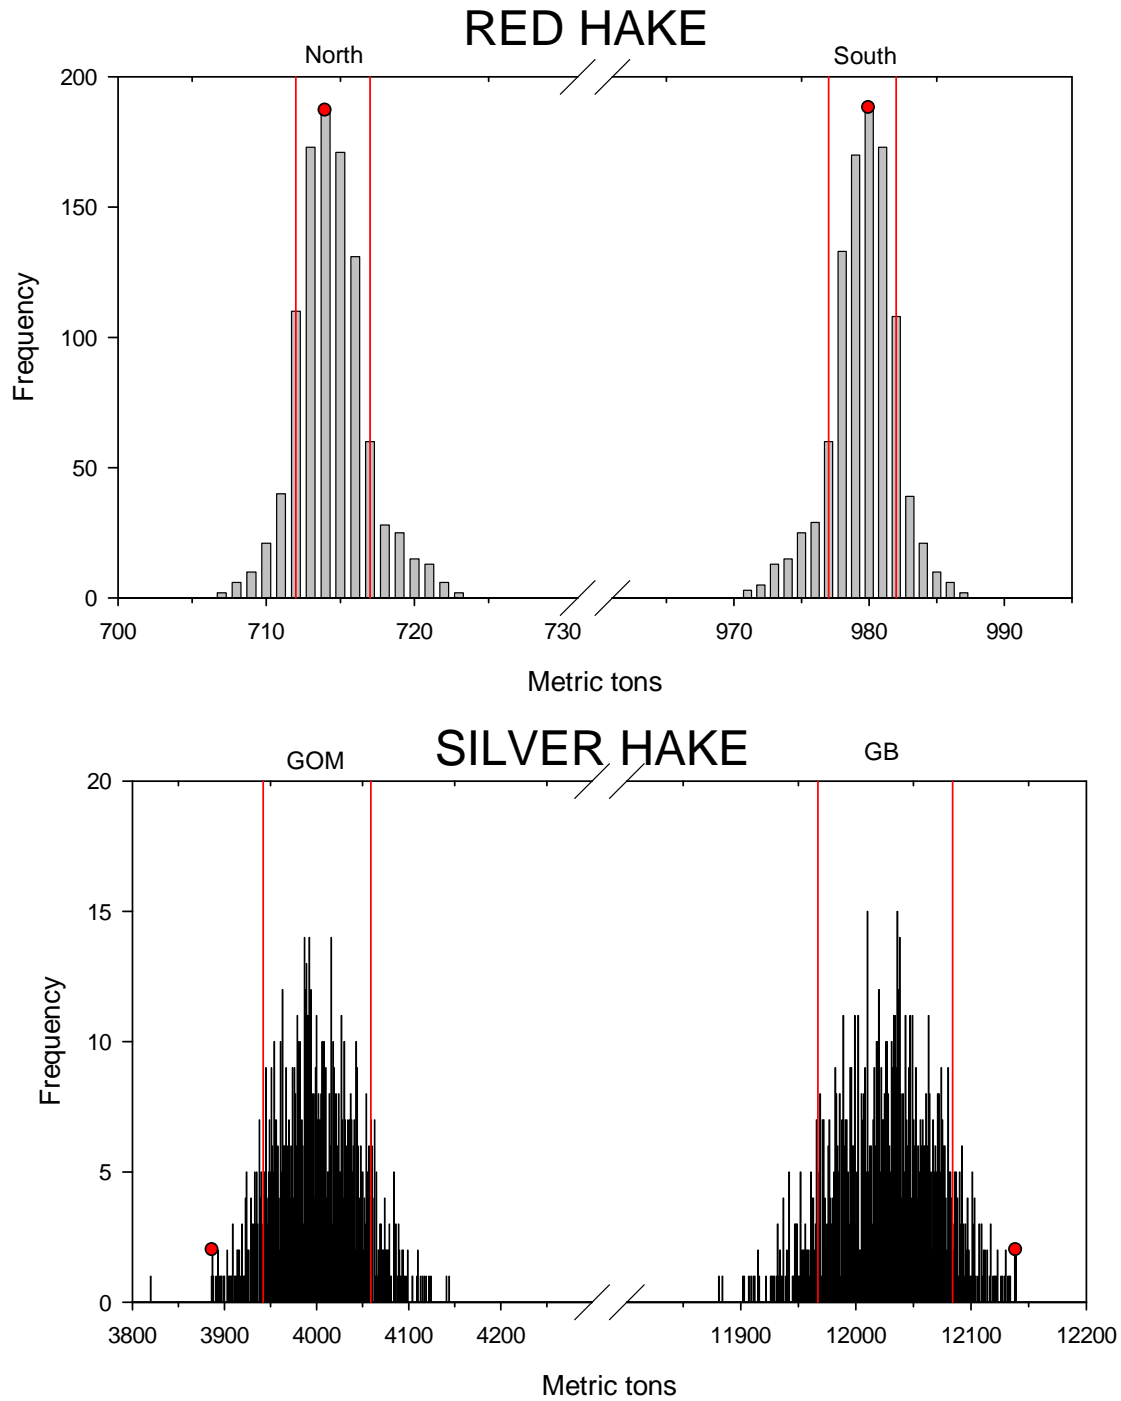 RED HAKE
North South
200
150
100
50
0
Frequency
700 710 720 730 970 980 990
Metric tons
SILVER HAKE
GOM GB
20
15
10
5
0
Frequency
3800 3900 4000 4100 4200 11900 12000 12100 12200
Metric tons